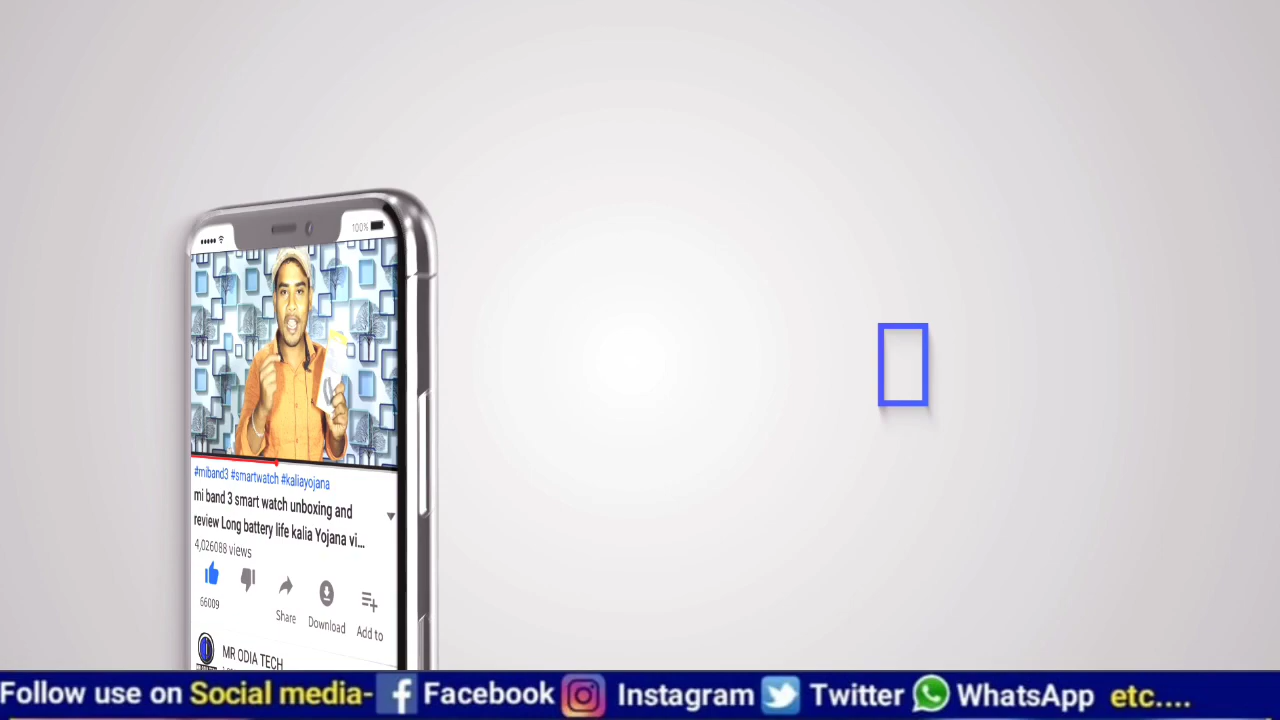 100%
#miband3 #smartwatch #kaliayojana
mi band 3 smart watch unboxing and
review Long battery life kalia Yojana vi...
4,026088 views
66009
Share
Download
Add to
MR ODIA TECH
Follow use on Social media- Facebook Instagram Twitter WhatsApp etc....